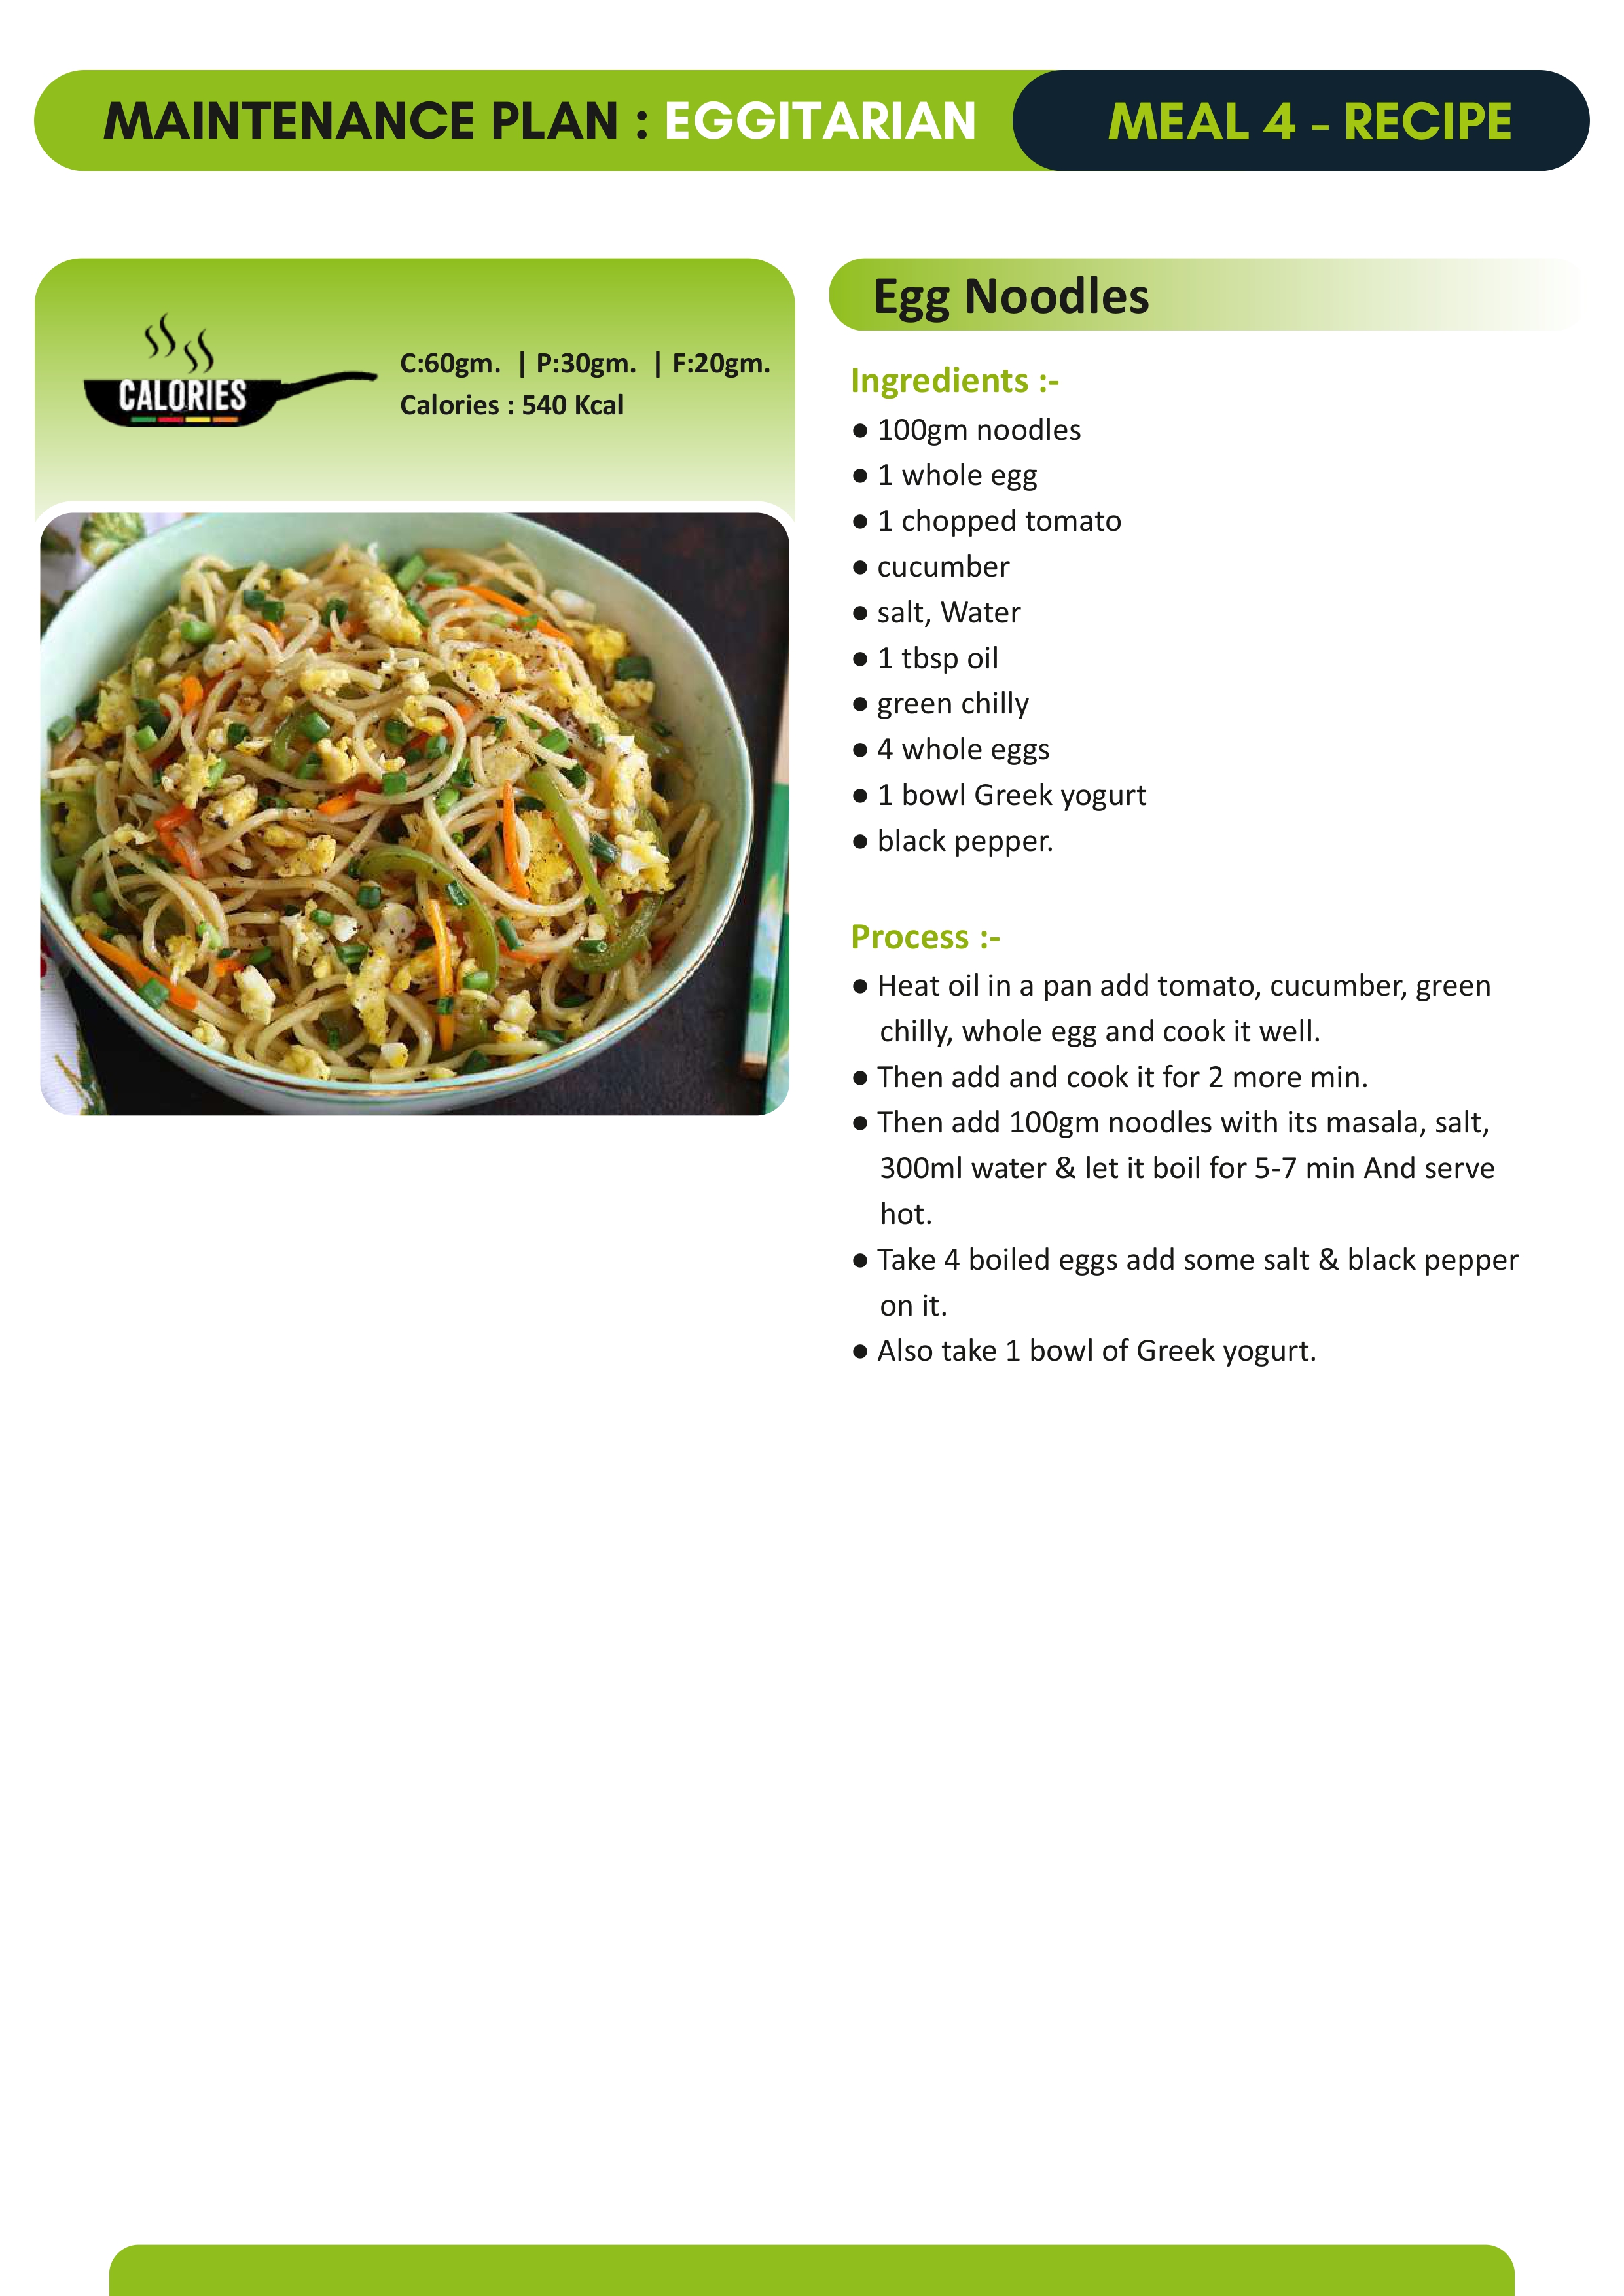 MAINTENANCE PLAN : EGGITARIAN
MEAL 4 - RECIPE
CALORIES
C:60gm. | P:30gm. | F:20gm.
Calories : 540 Kcal
Egg Noodles
Ingredients :-
● 100gm noodles
● 1 whole egg
● 1 chopped tomato
● cucumber
● salt, Water
● 1 tbsp oil
● green chilly
● 4 whole eggs
● 1 bowl Greek yogurt
● black pepper.
Process :-
● Heat oil in a pan add tomato, cucumber, green
chilly, whole egg and cook it well.
● Then add and cook it for 2 more min.
● Then add 100gm noodles with its masala, salt,
300ml water & let it boil for 5-7 min And serve
hot.
● Take 4 boiled eggs add some salt & black pepper
on it.
● Also take 1 bowl of Greek yogurt.